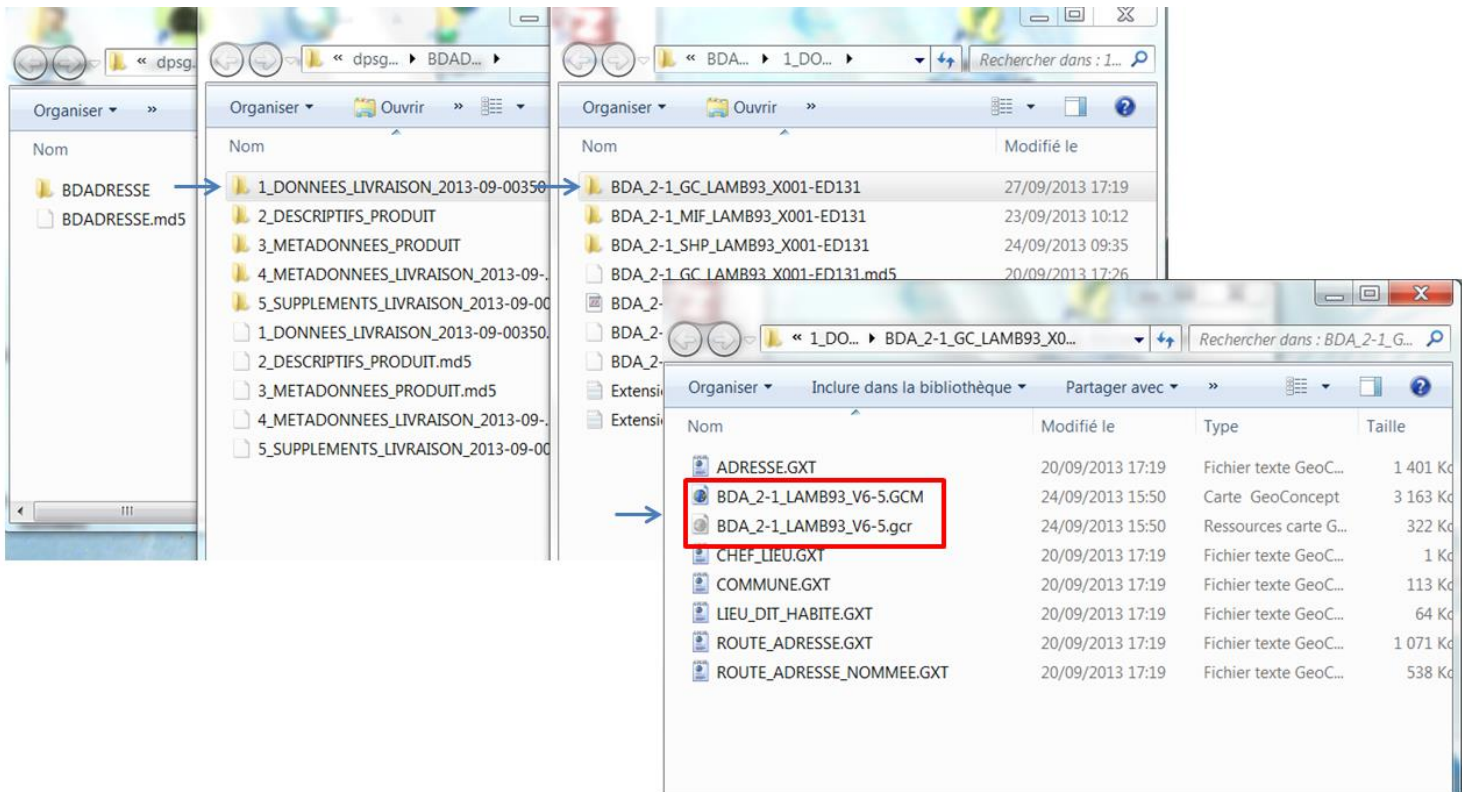 « dpsg.
Organiser »
Nom
BDADRESSE
BDADRESSE.md5
« dpsg... BDAD...
Organiser Ouvrir »
Nom
1_DONNEES_LIVRAISON_2013-09-00350
2_DESCRIPTIFS_PRODUIT
3_METADONNEES_PRODUIT
4_METADONNEES_LIVRAISON_2013-09-.
5_SUPPLEMENTS_LIVRAISON_2013-09-00
1_DONNEES_LIVRAISON_2013-09-00350.
2_DESCRIPTIFS_PRODUIT.md5
3_METADONNEES_PRODUIT.md5
4_METADONNEES_LIVRAISON_2013-09-.
5_SUPPLEMENTS_LIVRAISON_2013-09-00
« BDA... 1_DO... Rechercher dans : 1...
Organiser Ouvrir »
Nom Modifié le
BDA_2-1_GC_LAMB93_X001-ED131 27/09/2013 17:19
BDA_2-1_MIF_LAMB93_X001-ED131 23/09/2013 10:12
BDA_2-1_SHP_LAMB93_X001-ED131 24/09/2013 09:35
BDA_2-1_GC_LAMB93_X001-ED131.md5 20/09/2013 17:26
BDA_2-
BDA_2-
BDA_2-
Extensi
Extensi
« 1_DO... BDA_2-1_GC_LAMB93_X0... Rechercher dans : BDA_2-1_G...
Organiser Inclure dans la bibliothèque Partager avec »
Nom Modifié le Type Taille
ADRESSE.GXT 20/09/2013 17:19 Fichier texte GeoC... 1 401 Ko
BDA_2-1_LAMB93_V6-5.GCM 24/09/2013 15:50 Carte GeoConcept 3 163 Ko
BDA_2-1_LAMB93_V6-5.gcr 24/09/2013 15:50 Ressources carte G... 322 Ko
CHEF_LIEU.GXT 20/09/2013 17:19 Fichier texte GeoC... 1 Ko
COMMUNE.GXT 20/09/2013 17:19 Fichier texte GeoC... 113 Ko
LIEU_DIT_HABITE.GXT 20/09/2013 17:19 Fichier texte GeoC... 64 Ko
ROUTE_ADRESSE.GXT 20/09/2013 17:19 Fichier texte GeoC... 1 071 Ko
ROUTE_ADRESSE_NOMMEE.GXT 20/09/2013 17:19 Fichier texte GeoC... 538 Ko